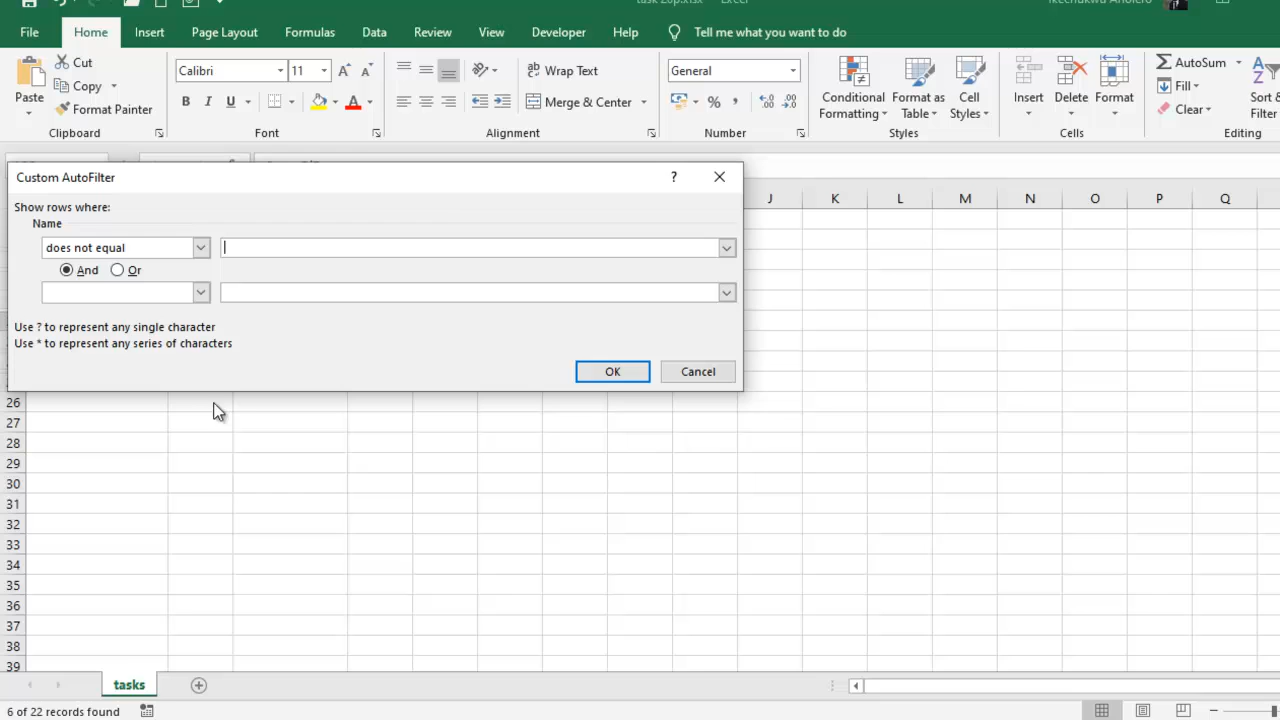 File Home Insert Page Layout Formulas Data Review View Developer Help Tell me what you want to do
Paste
Cut
Copy
Format Painter
Clipboard
Calibri 11
B I U
Font
Wrap Text
Merge & Center
Alignment
General
% ,
Number
Conditional Formatting
Format as Table
Cell Styles
Styles
Insert Delete Format
Cells
AutoSum
Fill
Clear
Sort &
Filter
Editing
Custom AutoFilter ?
Show rows where:
Name
does not equal
And Or
Use ? to represent any single character
Use * to represent any series of characters
OK Cancel
J K L M N O P Q
26
27
28
29
30
31
32
33
34
35
36
37
38
39
tasks
6 of 22 records found